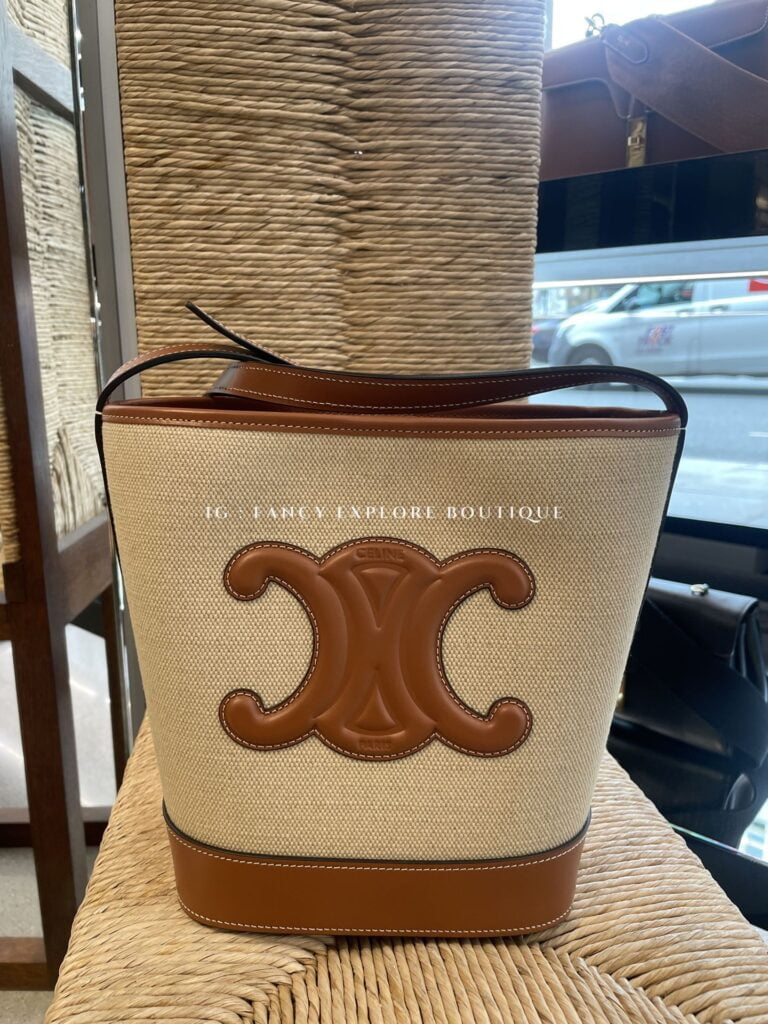 IG : FANCY EXPLORE BOUTIQUE
CELINE
PARIS